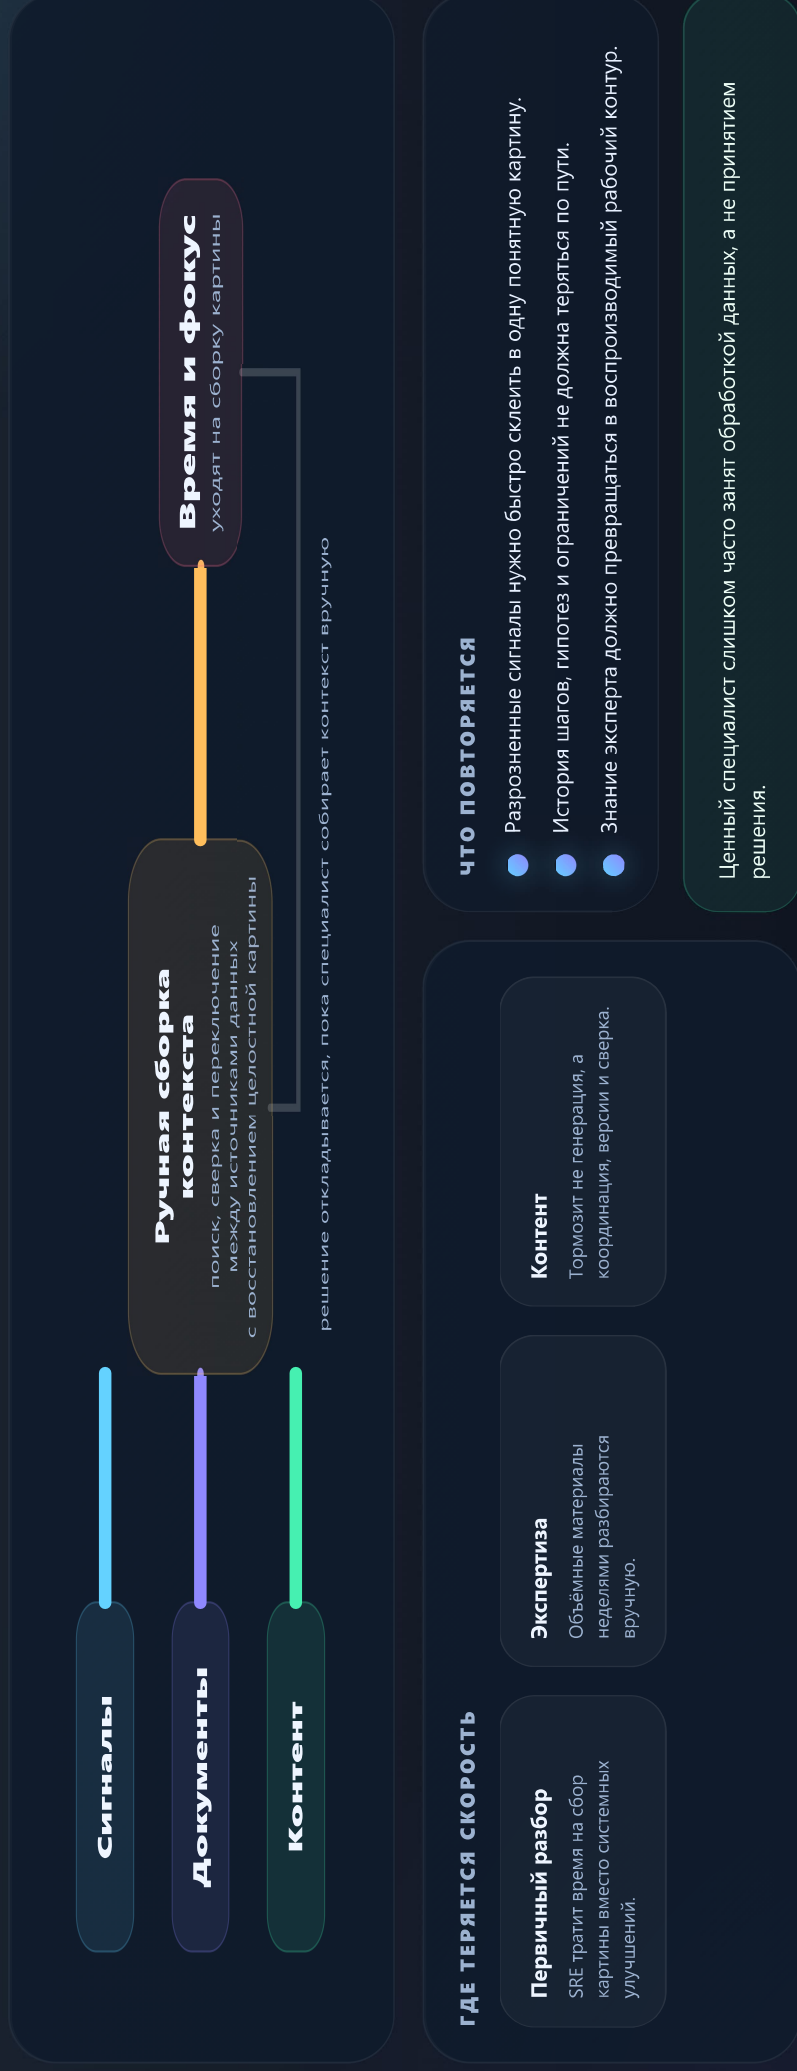 Сигналы
Документы
Контент
Ручная сборка
контекста
поиск, сверка и переключение
между источниками данных
с восстановлением целостной картины
Время и фокус
уходят на сборку картины
решение откладывается, пока специалист собирает контекст вручную
ГДЕ ТЕРЯЕТСЯ СКОРОСТЬ
Первичный разбор
SRE тратит время на сбор
картины вместо системных
улучшений.
Экспертиза
Объёмные материалы
неделями разбираются
вручную.
Контент
Тормозит не генерация, а
координация, версии и сверка.
ЧТО ПОВТОРЯЕТСЯ
Разрозненные сигналы нужно быстро склеить в одну понятную картину.
История шагов, гипотез и ограничений не должна теряться по пути.
Знание эксперта должно превращаться в воспроизводимый рабочий контур.
Ценный специалист слишком часто занят обработкой данных, а не принятием
решения.